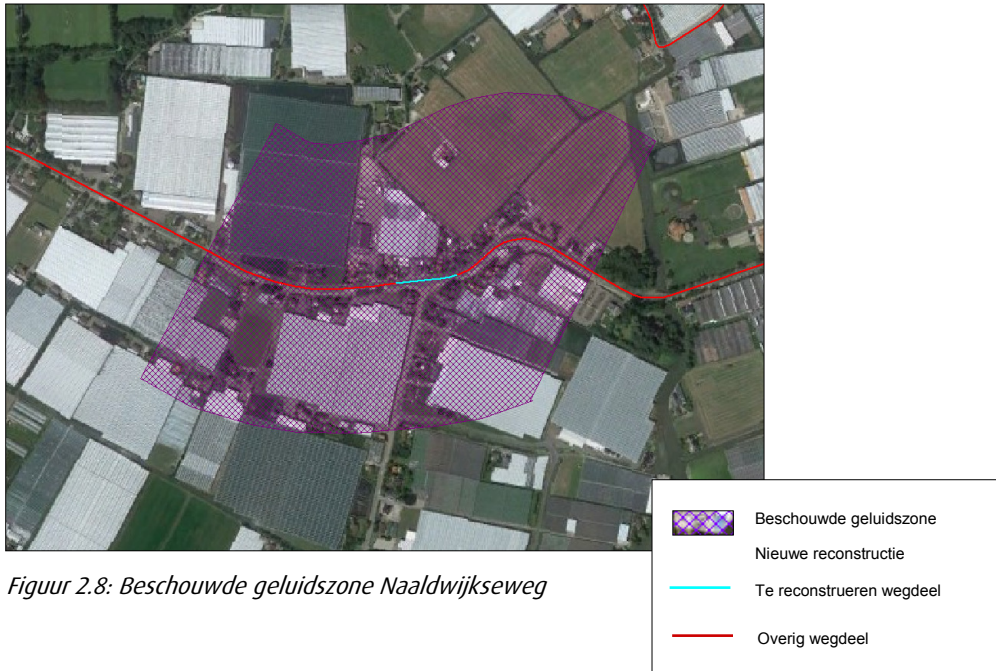 Figuur 2.8: Beschouwde geluidszone Naaldwijkseweg
Beschouwde geluidszone
Nieuwe reconstructie
Te reconstrueren wegdeel
Overig wegdeel